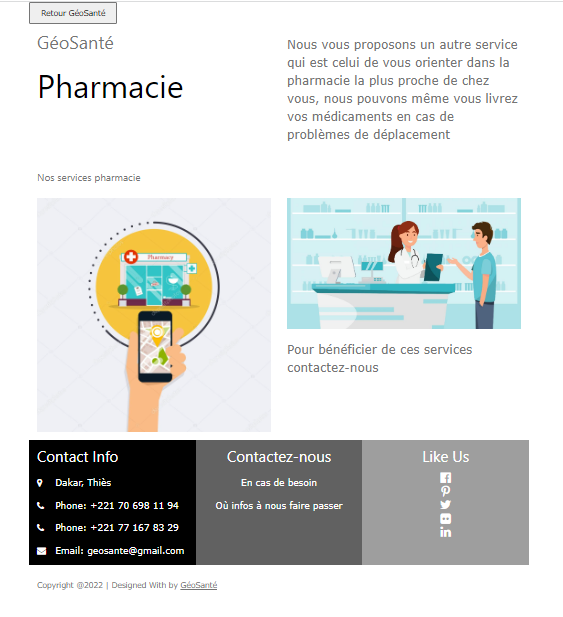 Retour GéoSanté
GéoSanté
Pharmacie
Nous vous proposons un autre service
qui est celui de vous orienter dans la
pharmacie la plus proche de chez
vous, nous pouvons même vous livrez
vos médicaments en cas de
problèmes de déplacement
Nos services pharmacie
Pharmacy
Pour bénéficier de ces services
contactez-nous
Contact Info
Dakar, Thiès
Phone: +221 70 698 11 94
Phone: +221 77 167 83 29
Email: geosante@gmail.com
Contactez-nous
En cas de besoin
Où infos à nous faire passer
Like Us
Copyright @2022 | Designed With by GéoSanté